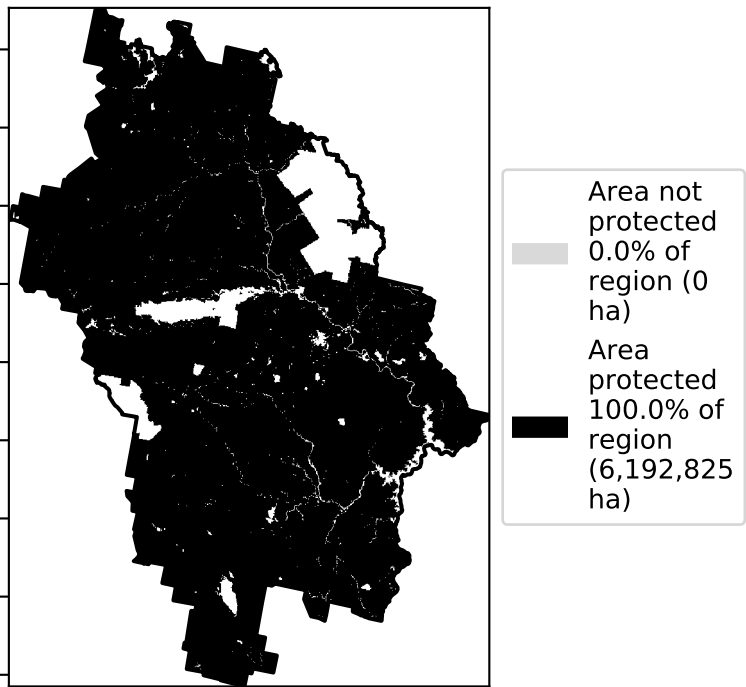 Area not
protected
0.0% of
region (0
ha)
Area
protected
100.0% of
region
(6,192,825
ha)